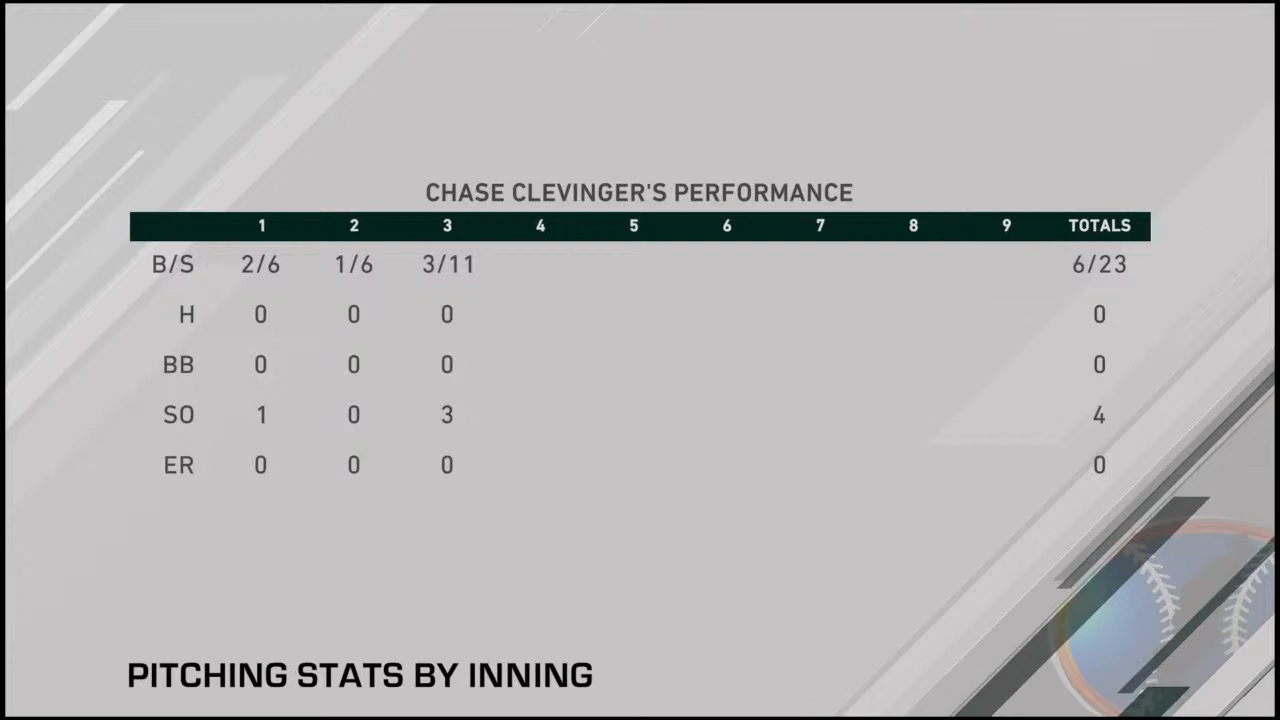 CHASE CLEVINGER'S PERFORMANCE
1 2 3 4 5 6 7 8 9 TOTALS
B/S 2/6 1/6 3/11 6/23
H 0 0 0 0
BB 0 0 0 0
SO 1 0 3 4
ER 0 0 0 0
PITCHING STATS BY INNING